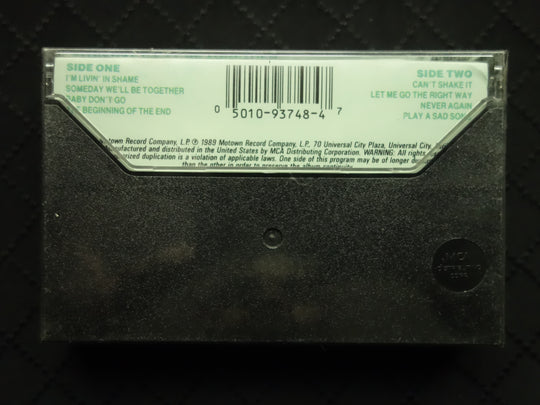 SIDE ONE
I'M LIVIN' IN SHAME
SOMEDAY WE'LL BE TOGETHER
BABY DON'T GO
THE BEGINNING OF THE END
0 5010-93748-4 7
SIDE TWO
CAN'T SHAKE IT
LET ME GO THE RIGHT WAY
NEVER AGAIN
PLAY A SAD SON
Motown Record Company, L.P. ℗ 1989 Motown Record Company, L.P., 70 Universal City Plaza, Universal City,
Manufactured and distributed in the United States by MCA Distributing Corporation. WARNING: All rights
duplication is a violation of applicable laws. One side of this program may be of longer
than the other in order to preserve the album continuity.
MCA